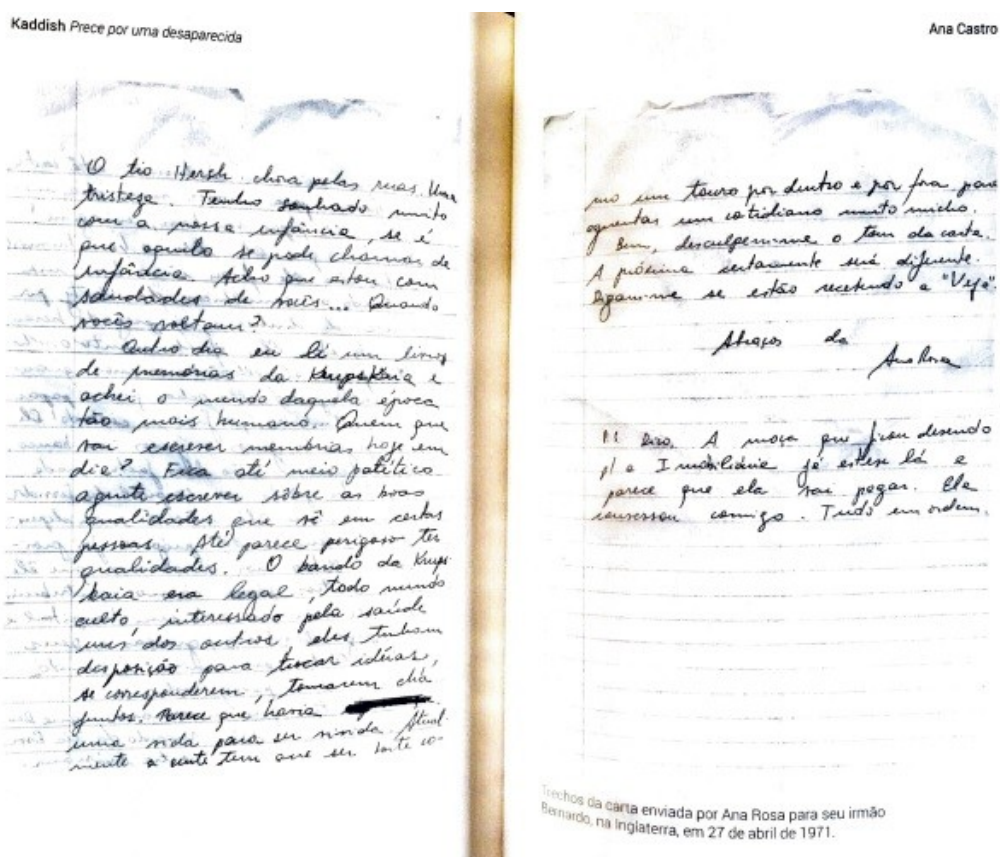 Kaddish Prece por uma desaparecida
O tio Hersh chora pelas ruas. Uma
tristeza. Tenho sonhado muito
com a nossa infância, se é
que aquilo se pode chamar de
infância. Acho que estou com
saudades de vocês... Quando
vocês voltam?
Outro dia eu li um livro
de memórias da Krupskaia e
achei o mundo daquela época
tão mais humano. Quem que
vai escrever memórias hoje em
dia? Fica até meio patético
a gente escrever sôbre as boas
qualidades que vê em certas
pessoas. Até parece perigoso ter
qualidades. O bando da Krups
kaia era legal, todo mundo
culto, interessado pela saúde
uns dos outros, eles tinham
disposição para trocar idéias,
se corresponderem, tomarem chá
juntos. Parece que havia
uma vida para ser vivida. Atual-
mente a gente tem que ser forte co-
Ana Castro
mo um touro por dentro e por fora para
aguentar um cotidiano muito micho.
Bem, desculpem-me o tom da carta.
A próxima certamente será diferente.
Digam-me se estão recebendo a "Veja"
Abraços da
Ana Rosa
A moça que ficou devendo
p/ a Imobiliária já esteve lá e
parece que ela vai pagar. Ela
conversou comigo. Tudo em ordem.
Trechos da carta enviada por Ana Rosa para seu irmão
Bernardo, na Inglaterra, em 27 de abril de 1971.